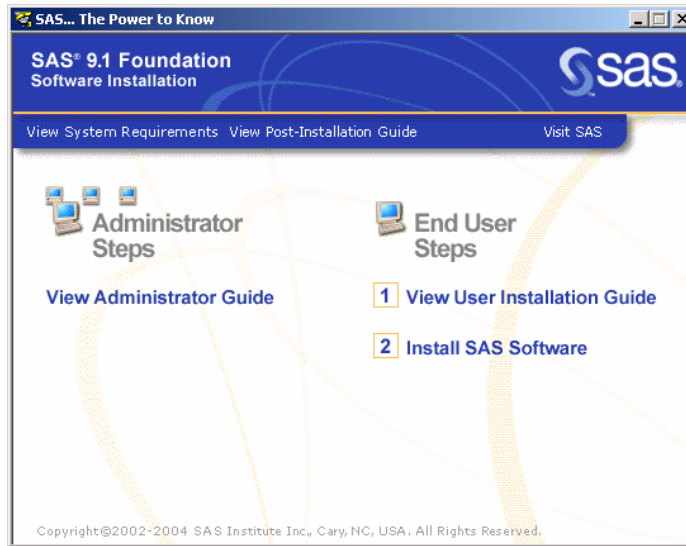 SAS... The Power to Know
SAS® 9.1 Foundation
Software Installation
sas.
View System Requirements View Post-Installation Guide Visit SAS
Administrator
Steps
View Administrator Guide
End User
Steps
1 View User Installation Guide
2 Install SAS Software
Copyright©2002-2004 SAS Institute Inc., Cary, NC, USA. All Rights Reserved.